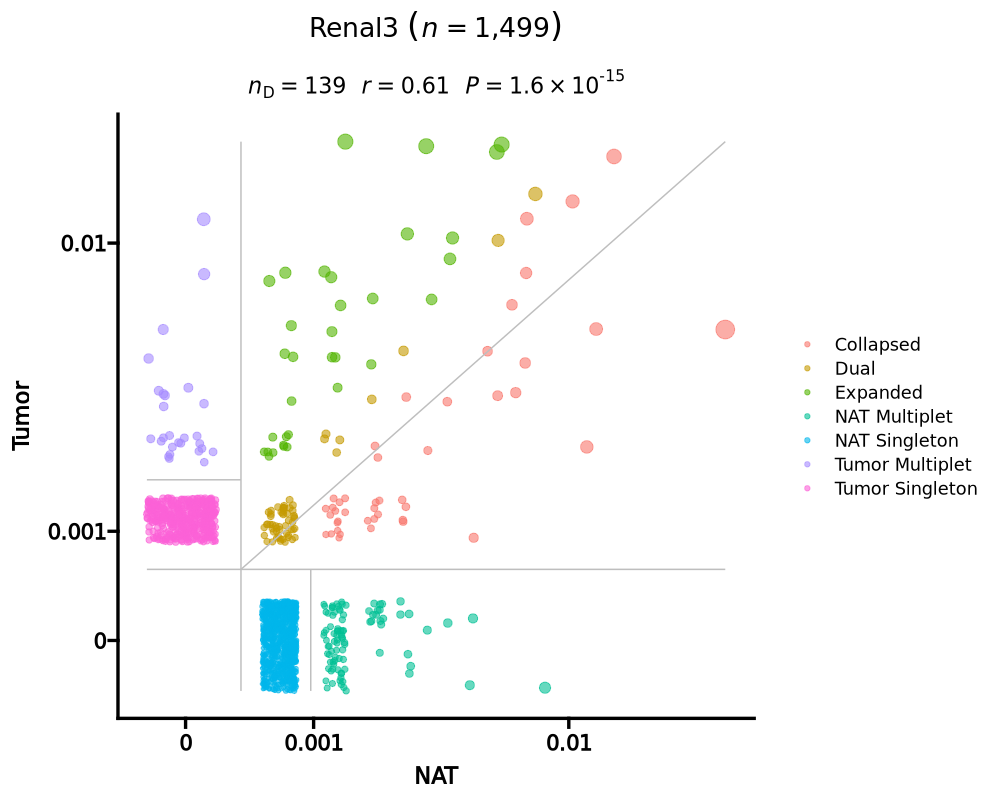 Renal3 (n = 1,499)
n_D = 139 r = 0.61 P = 1.6 × 10^-15
Tumor
0.01
0.001
0
0
0.001
0.01
NAT
Collapsed
Dual
Expanded
NAT Multiplet
NAT Singleton
Tumor Multiplet
Tumor Singleton